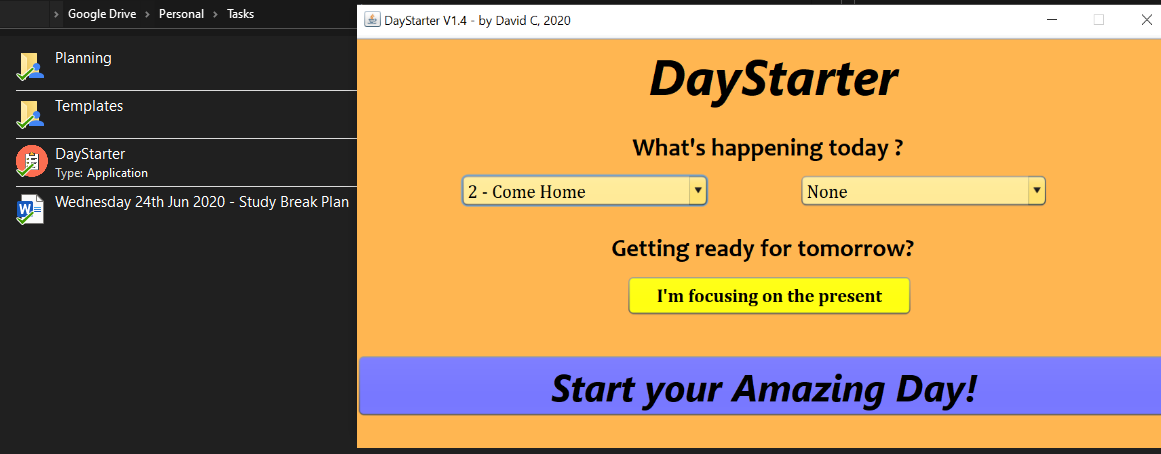 Google Drive > Personal > Tasks
Planning
Templates
DayStarter
Type: Application
Wednesday 24th Jun 2020 - Study Break Plan
DayStarter V1.4 - by David C, 2020
DayStarter
What's happening today ?
2 - Come Home
None
Getting ready for tomorrow?
I'm focusing on the present
Start your Amazing Day!